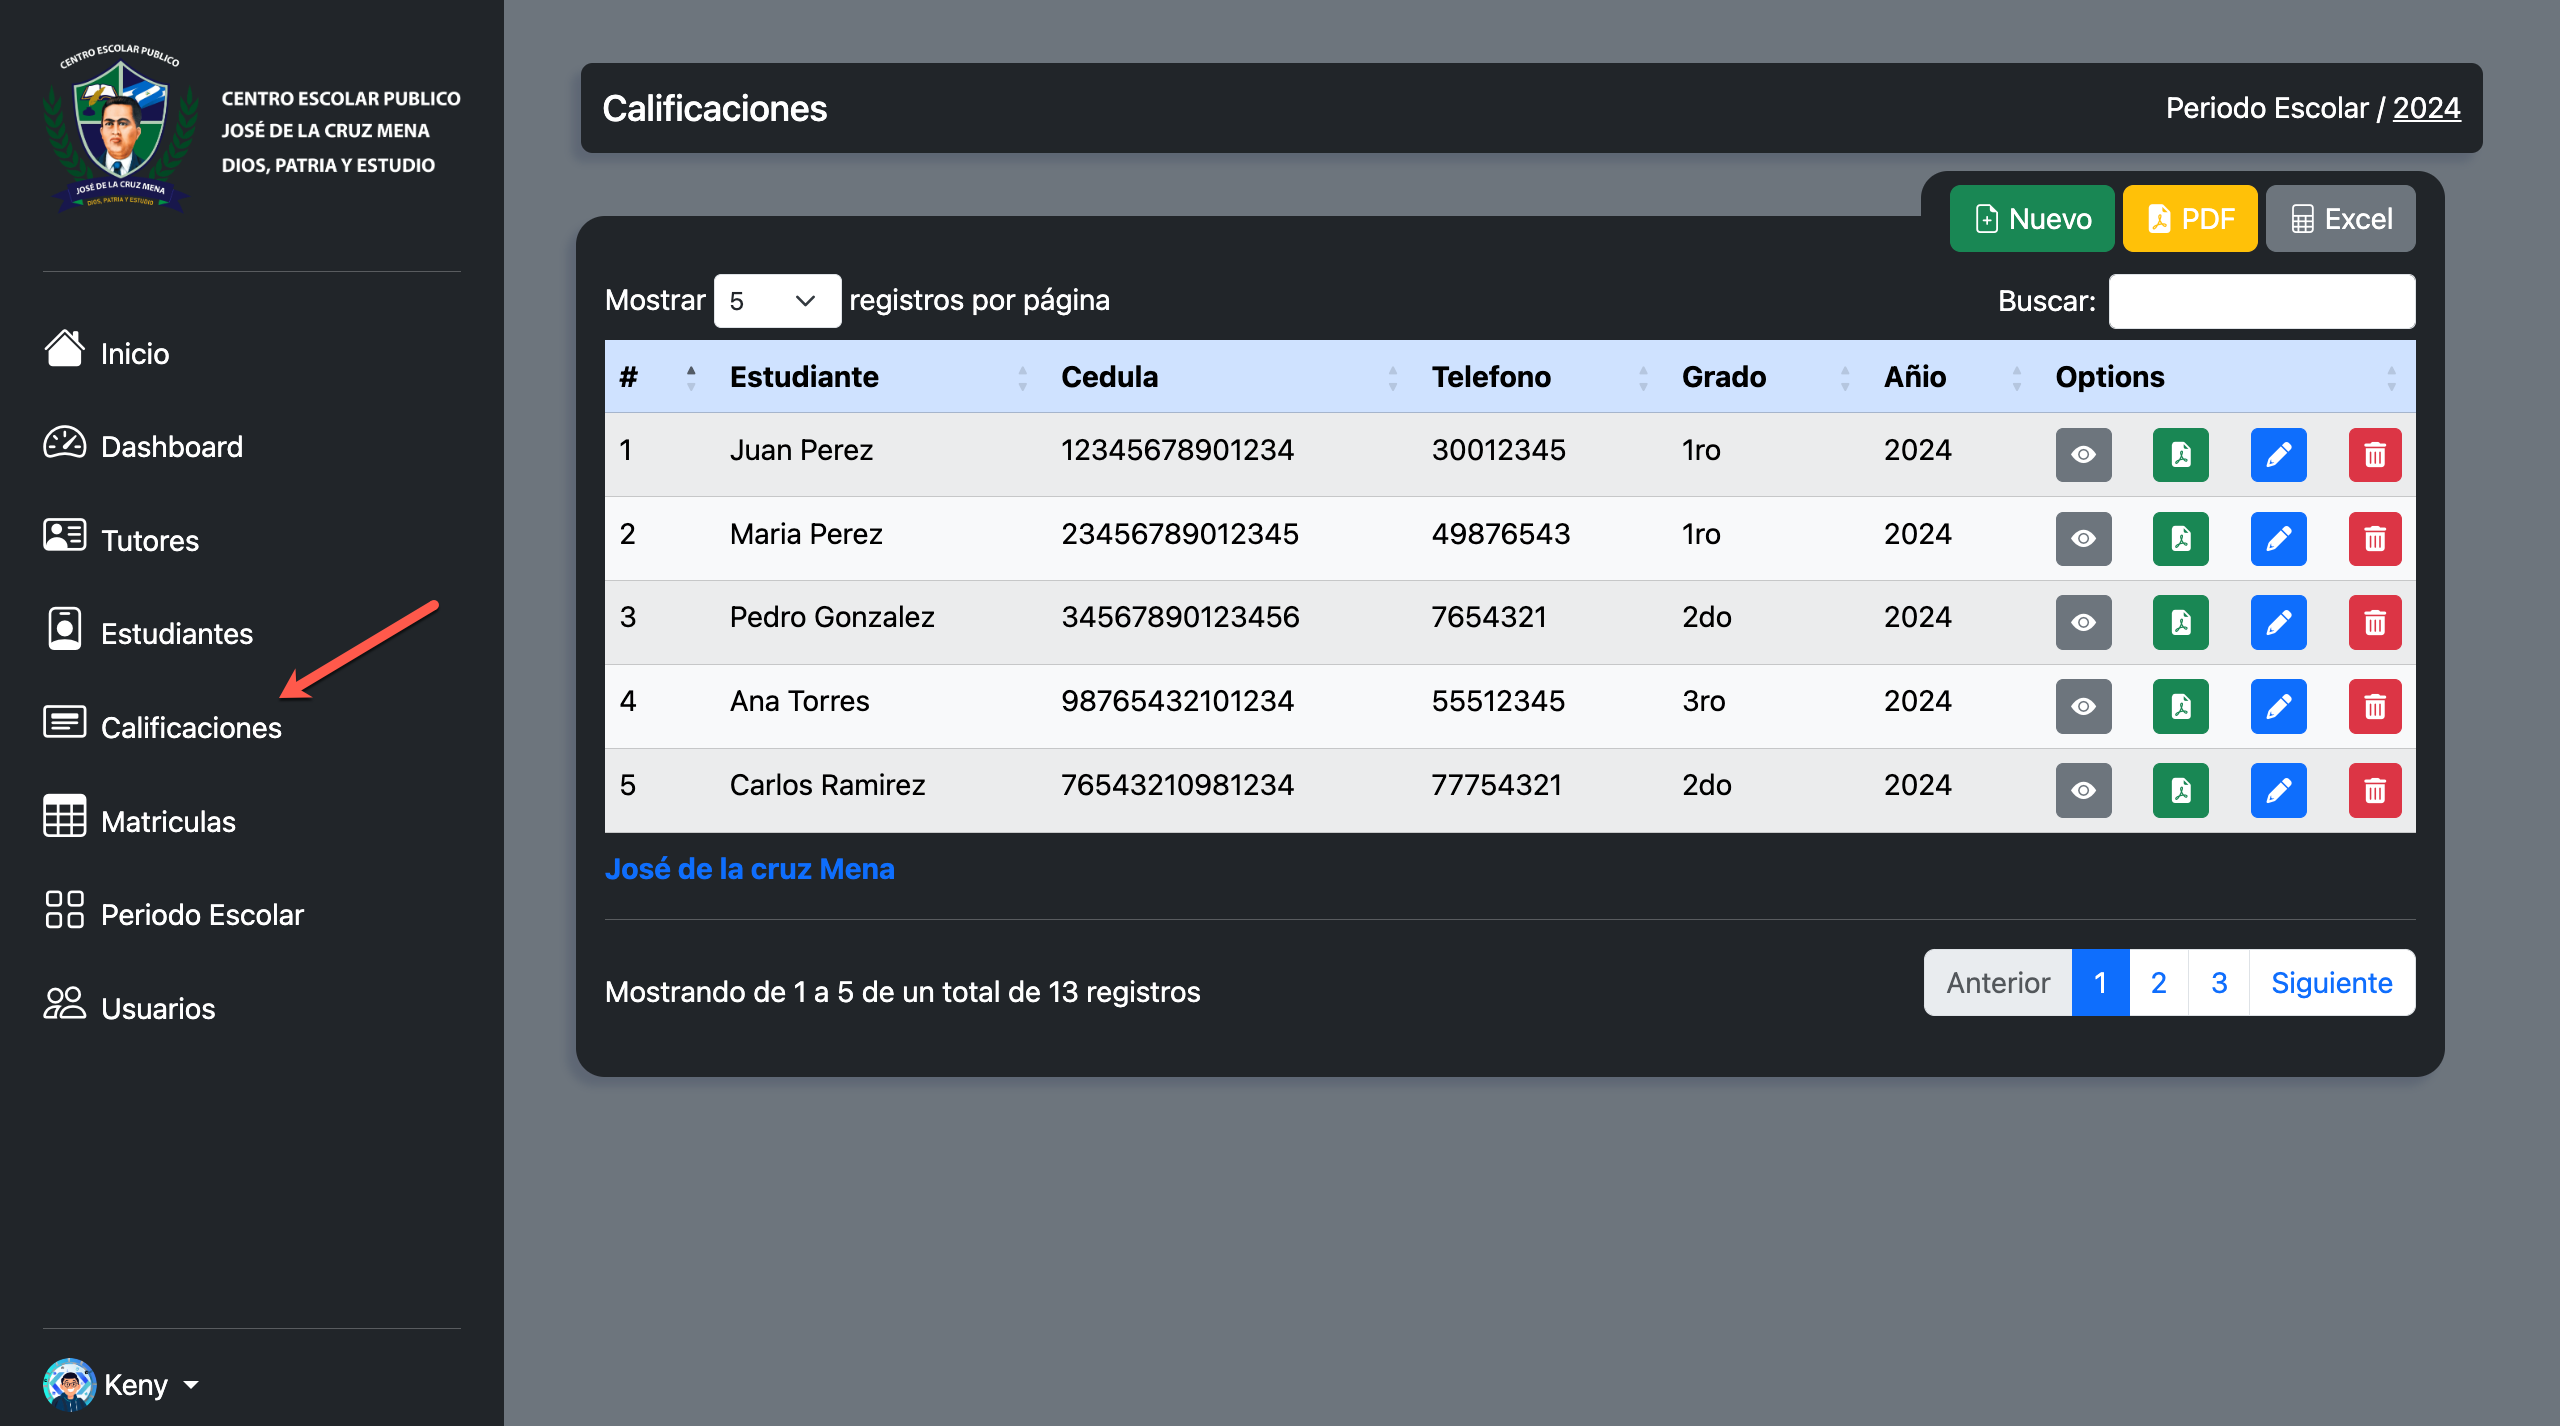 CENTRO ESCOLAR PUBLICO
JOSÉ DE LA CRUZ MENA
DIOS, PATRIA Y ESTUDIO
CENTRO ESCOLAR PUBLICO
JOSÉ DE LA CRUZ MENA
DIOS, PATRIA Y ESTUDIO
Inicio
Dashboard
Tutores
Estudiantes
Calificaciones
Matriculas
Periodo Escolar
Usuarios
Keny
Calificaciones
Periodo Escolar / 2024
Nuevo PDF Excel
Mostrar 5 registros por página
Buscar:
# Estudiante Cedula Telefono Grado Añio Options
1 Juan Perez 12345678901234 30012345 1ro 2024
2 Maria Perez 23456789012345 49876543 1ro 2024
3 Pedro Gonzalez 34567890123456 7654321 2do 2024
4 Ana Torres 98765432101234 55512345 3ro 2024
5 Carlos Ramirez 76543210981234 77754321 2do 2024
José de la cruz Mena
Mostrando de 1 a 5 de un total de 13 registros
Anterior 1 2 3 Siguiente